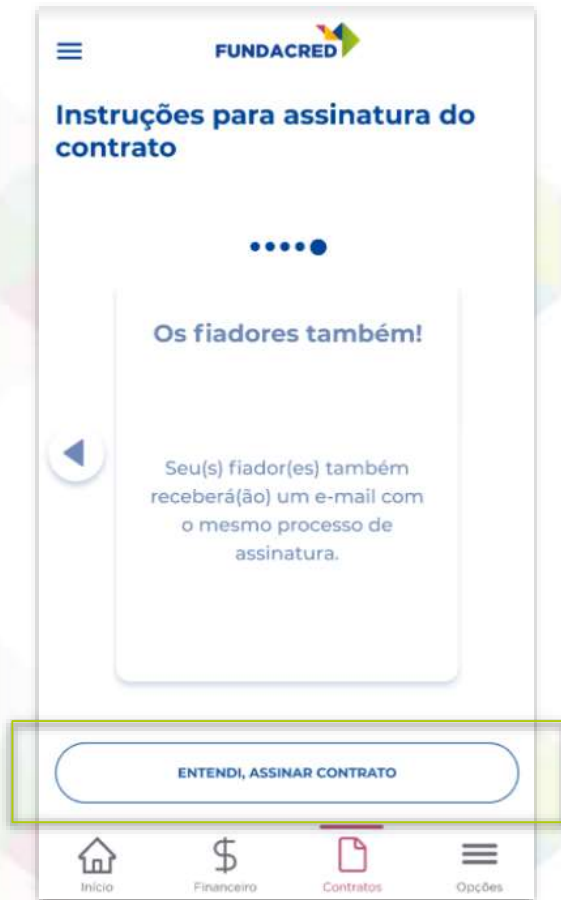 FUNDACRED
Instruções para assinatura do
contrato
Os fiadores também!
Seu(s) fiador(es) também
receberá(ão) um e-mail com
o mesmo processo de
assinatura.
ENTENDI, ASSINAR CONTRATO
Início Financeiro Contratos Opções